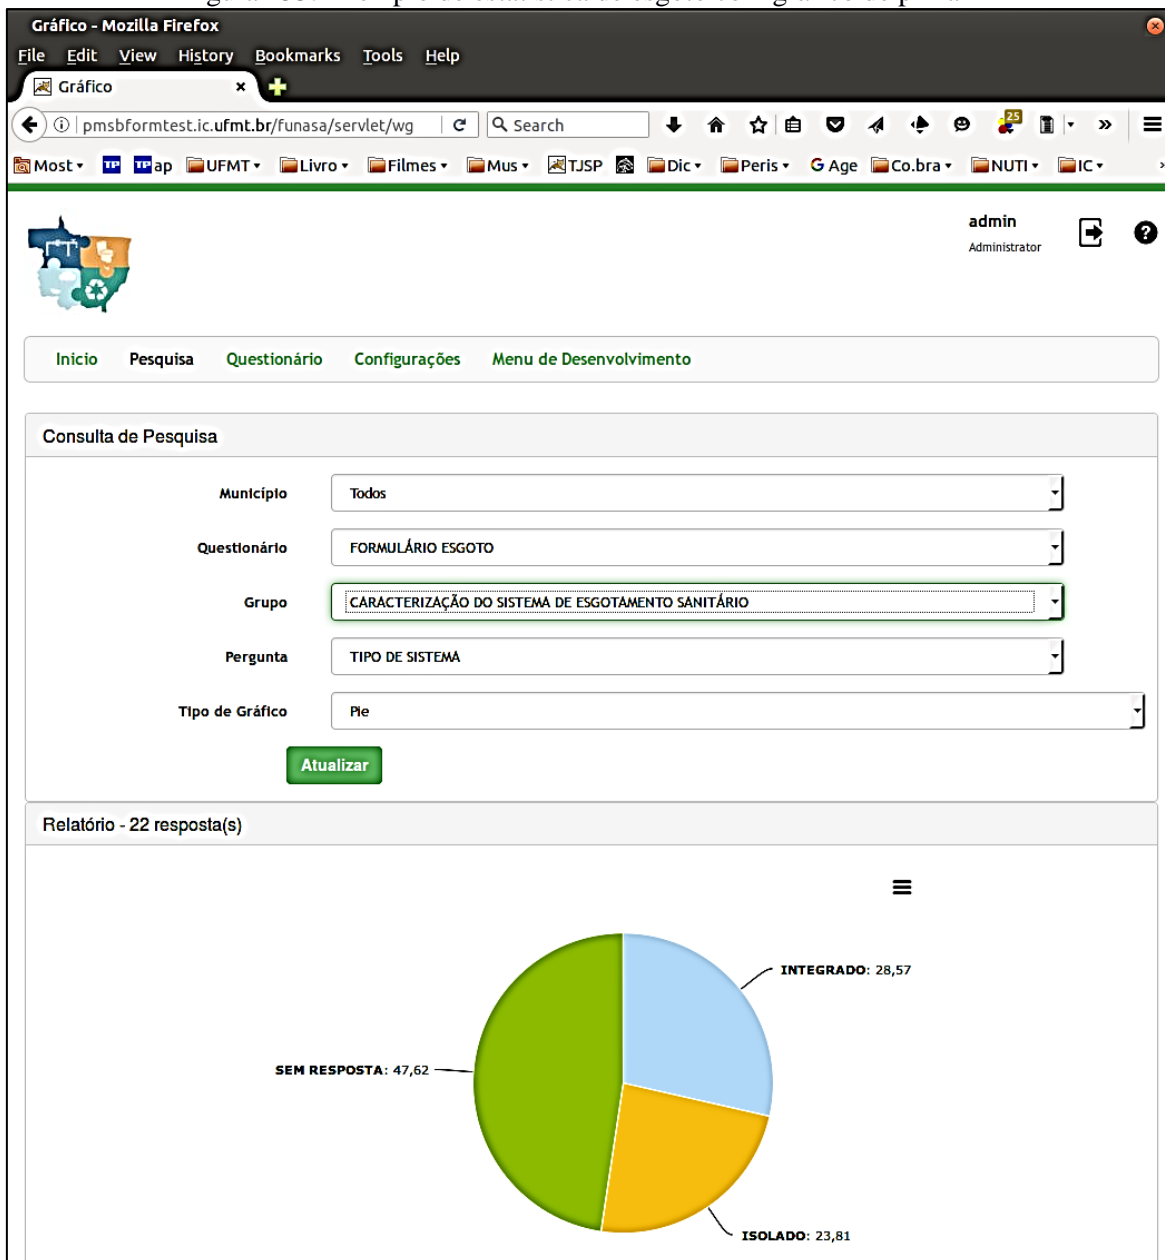 Gráfico - Mozilla Firefox
File Edit View History Bookmarks Tools Help
Gráfico
pmsbformtest.ic.ufmt.br/funasa/servlet/wg Search 25
Most TP TP ap UFMT Livro Filmes Mus TJSP Dic Peris G Age Co.bra NUTI IC
admin
Administrator
Inicio Pesquisa Questionário Configurações Menu de Desenvolvimento
Consulta de Pesquisa
Município Todos
Questionário FORMULÁRIO ESGOTO
Grupo CARACTERIZAÇÃO DO SISTEMA DE ESGOTAMENTO SANITÁRIO
Pergunta TIPO DE SISTEMA
Tipo de Gráfico Pie
Atualizar
Relatório - 22 resposta(s)
INTEGRADO: 28,57
SEM RESPOSTA: 47,62
ISOLADO: 23,81